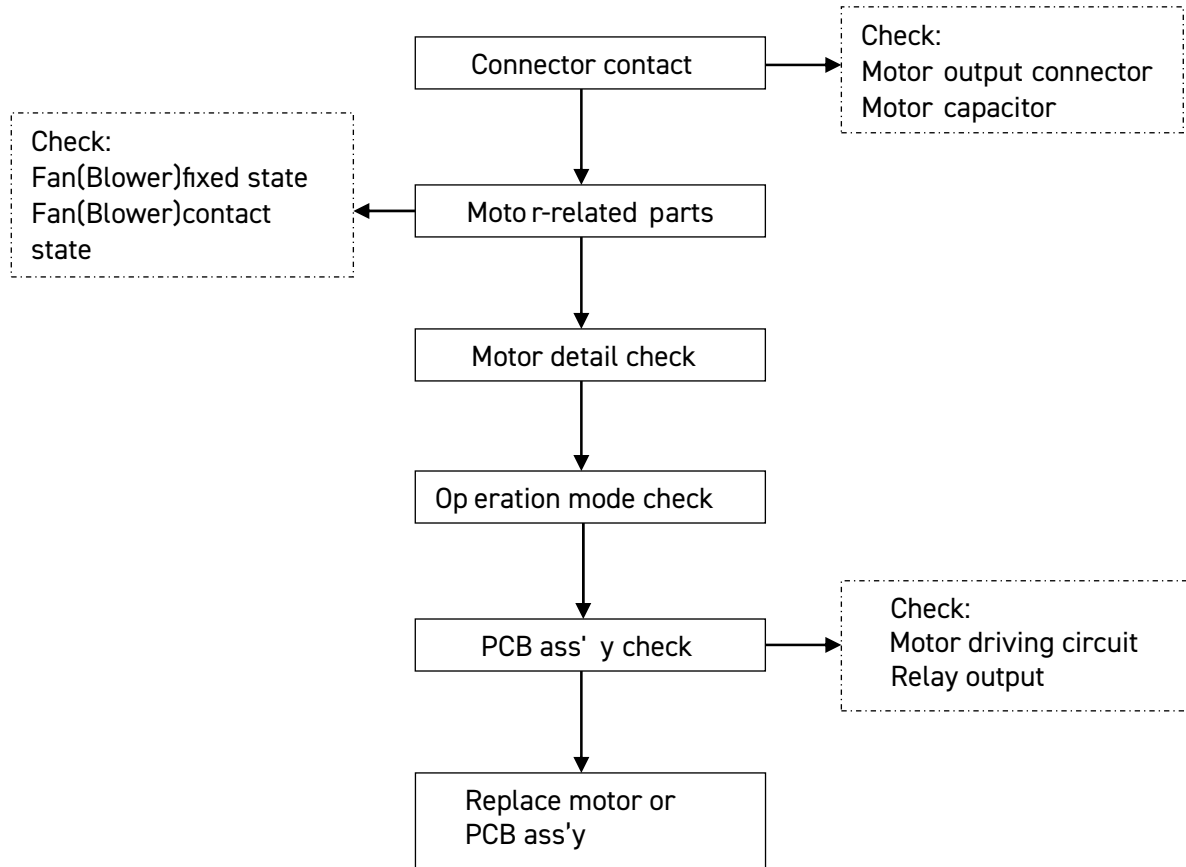 Connector contact
Check:
Motor output connector
Motor capacitor
Check:
Fan(Blower)fixed state
Fan(Blower)contact
state
Moto r-related parts
Motor detail check
Op eration mode check
PCB ass' y check
Check:
Motor driving circuit
Relay output
Replace motor or
PCB ass'y